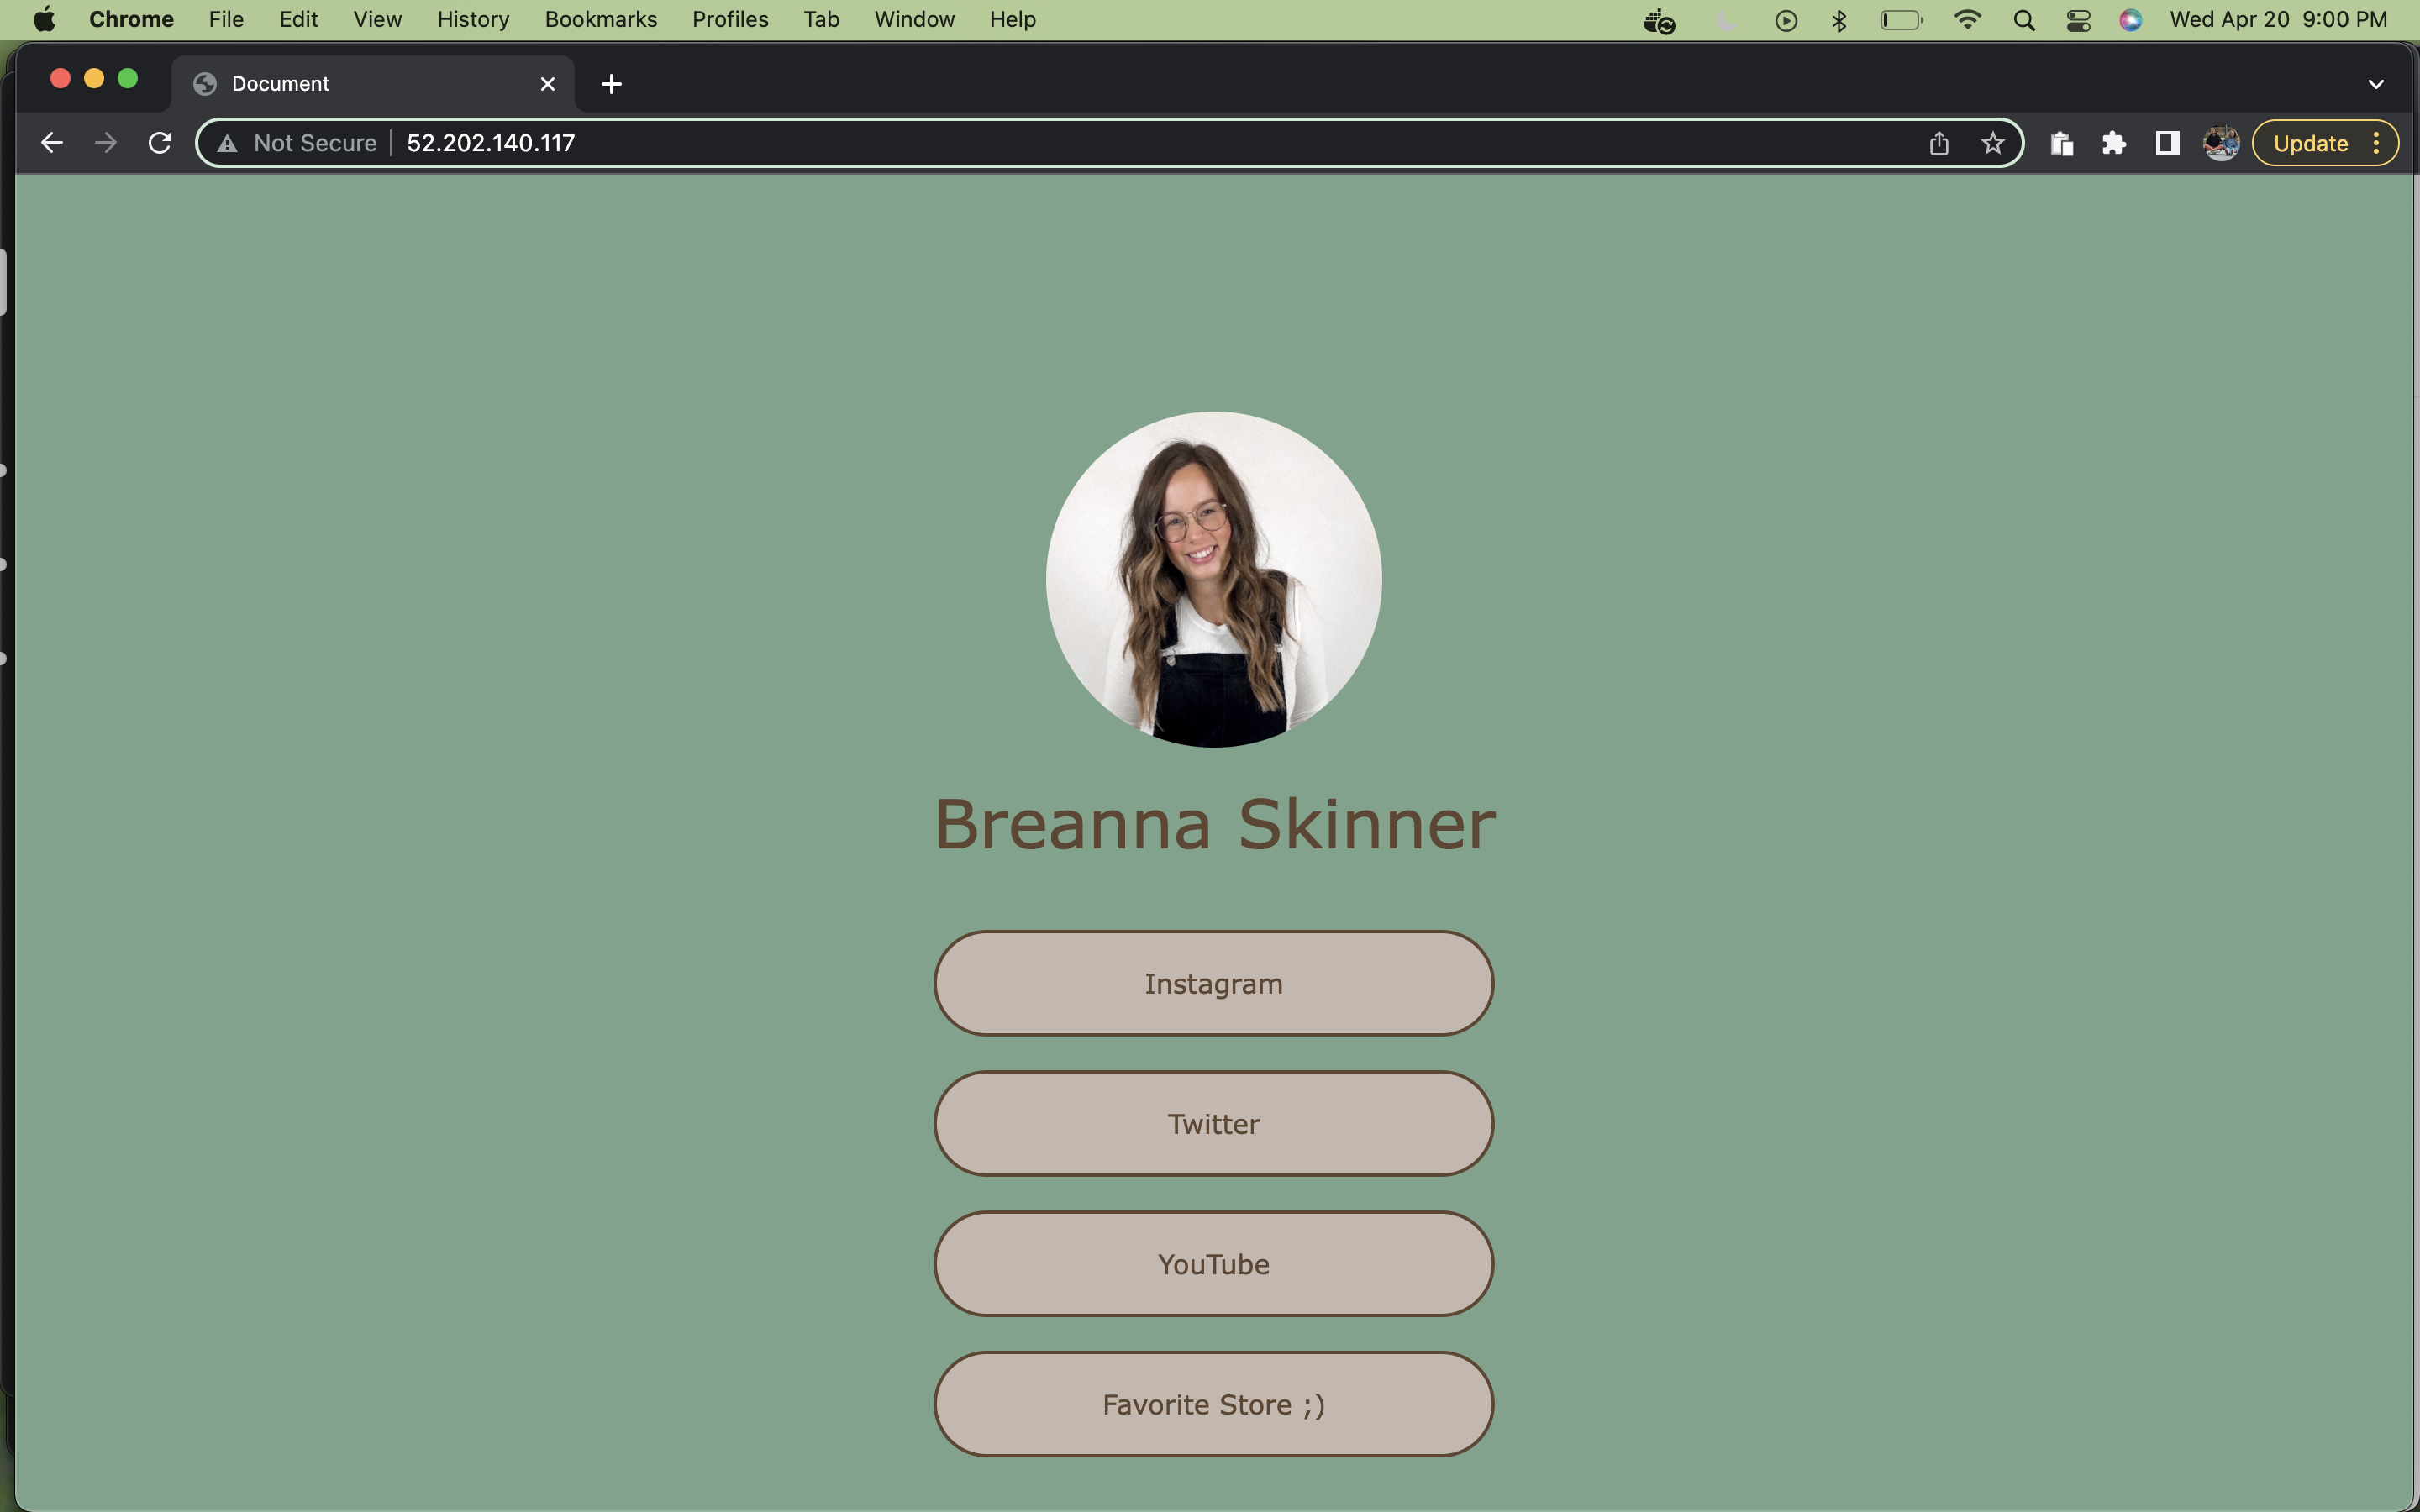 Chrome File Edit View History Bookmarks Profiles Tab Window Help Wed Apr 20 9:00 PM
Document
Not Secure 52.202.140.117 Update
Breanna Skinner
Instagram
Twitter
YouTube
Favorite Store ;)